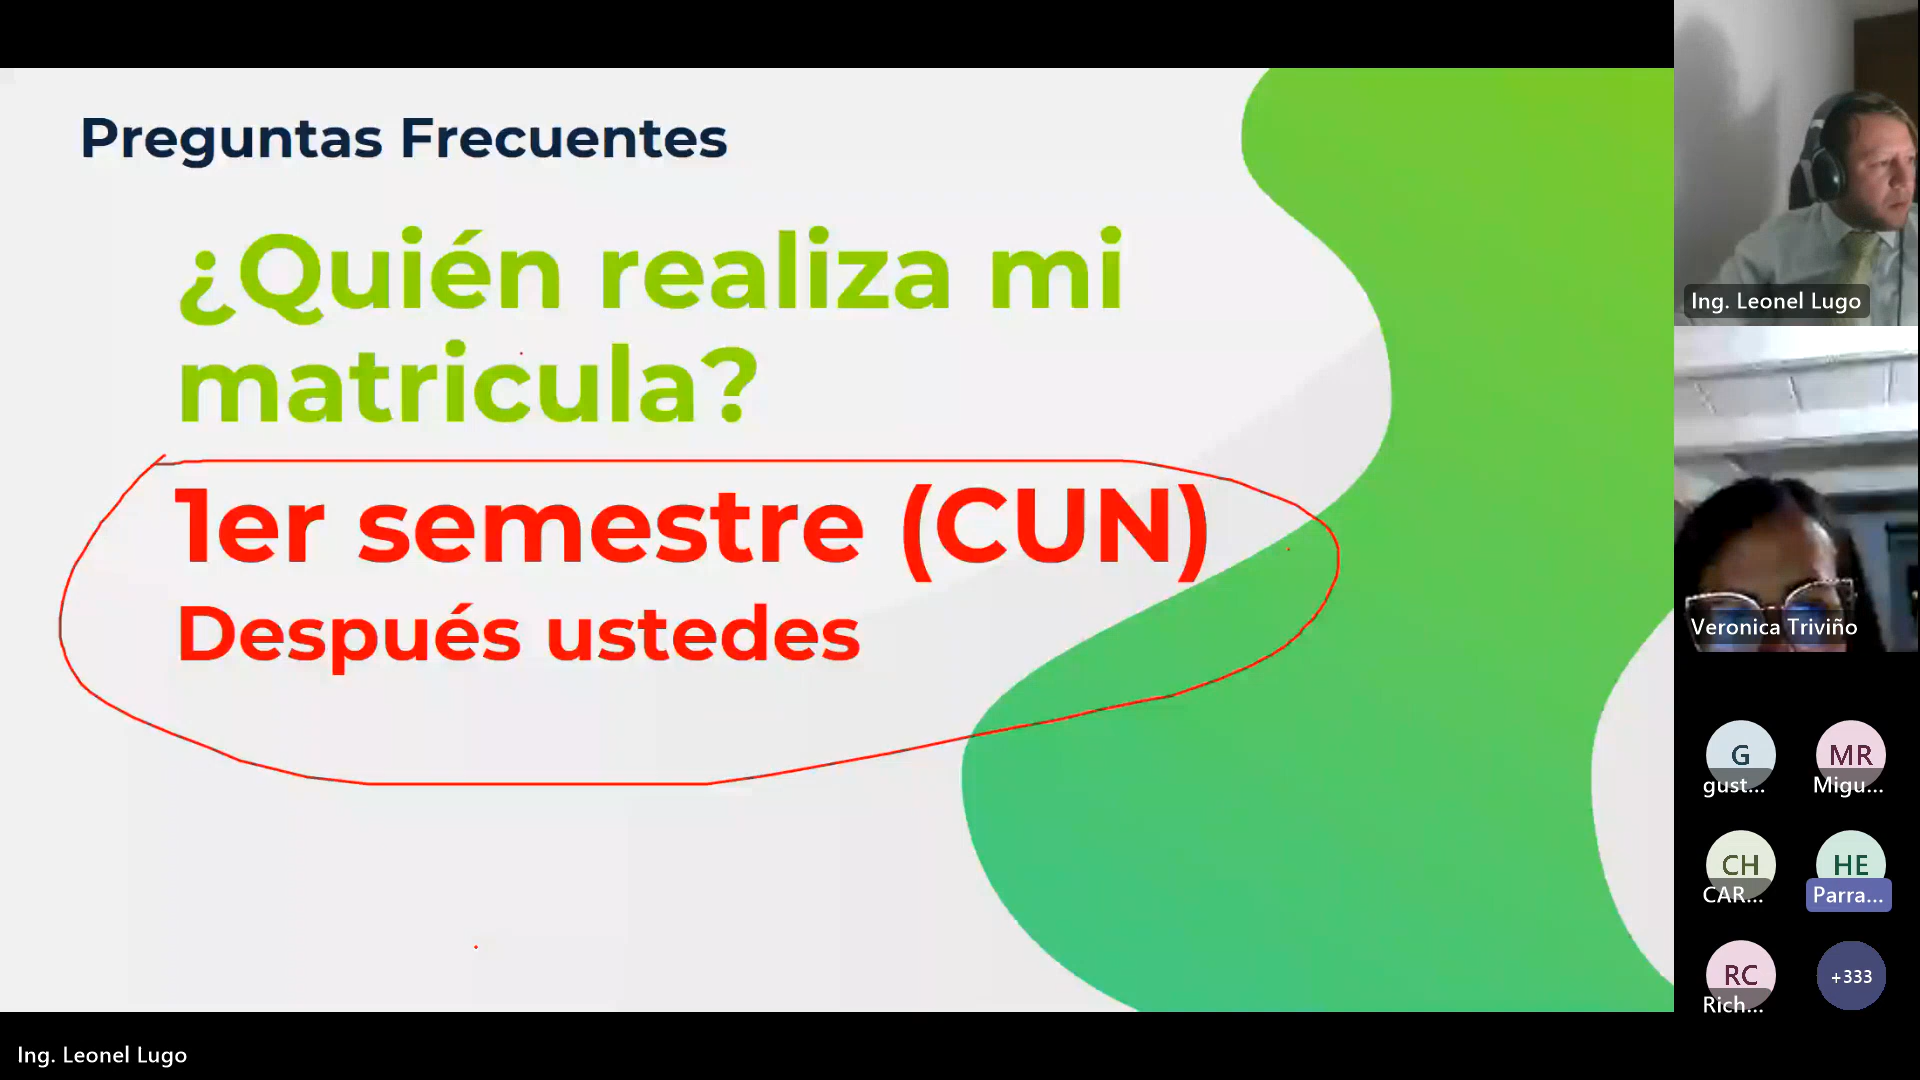 Preguntas Frecuentes
¿Quién realiza mi
matricula?
1er semestre (CUN)
Después ustedes
Ing. Leonel Lugo
Veronica Triviño
G
gust...
MR
Migu...
CH
CAR...
HE
Parra...
RC
Rich...
+333
Ing. Leonel Lugo